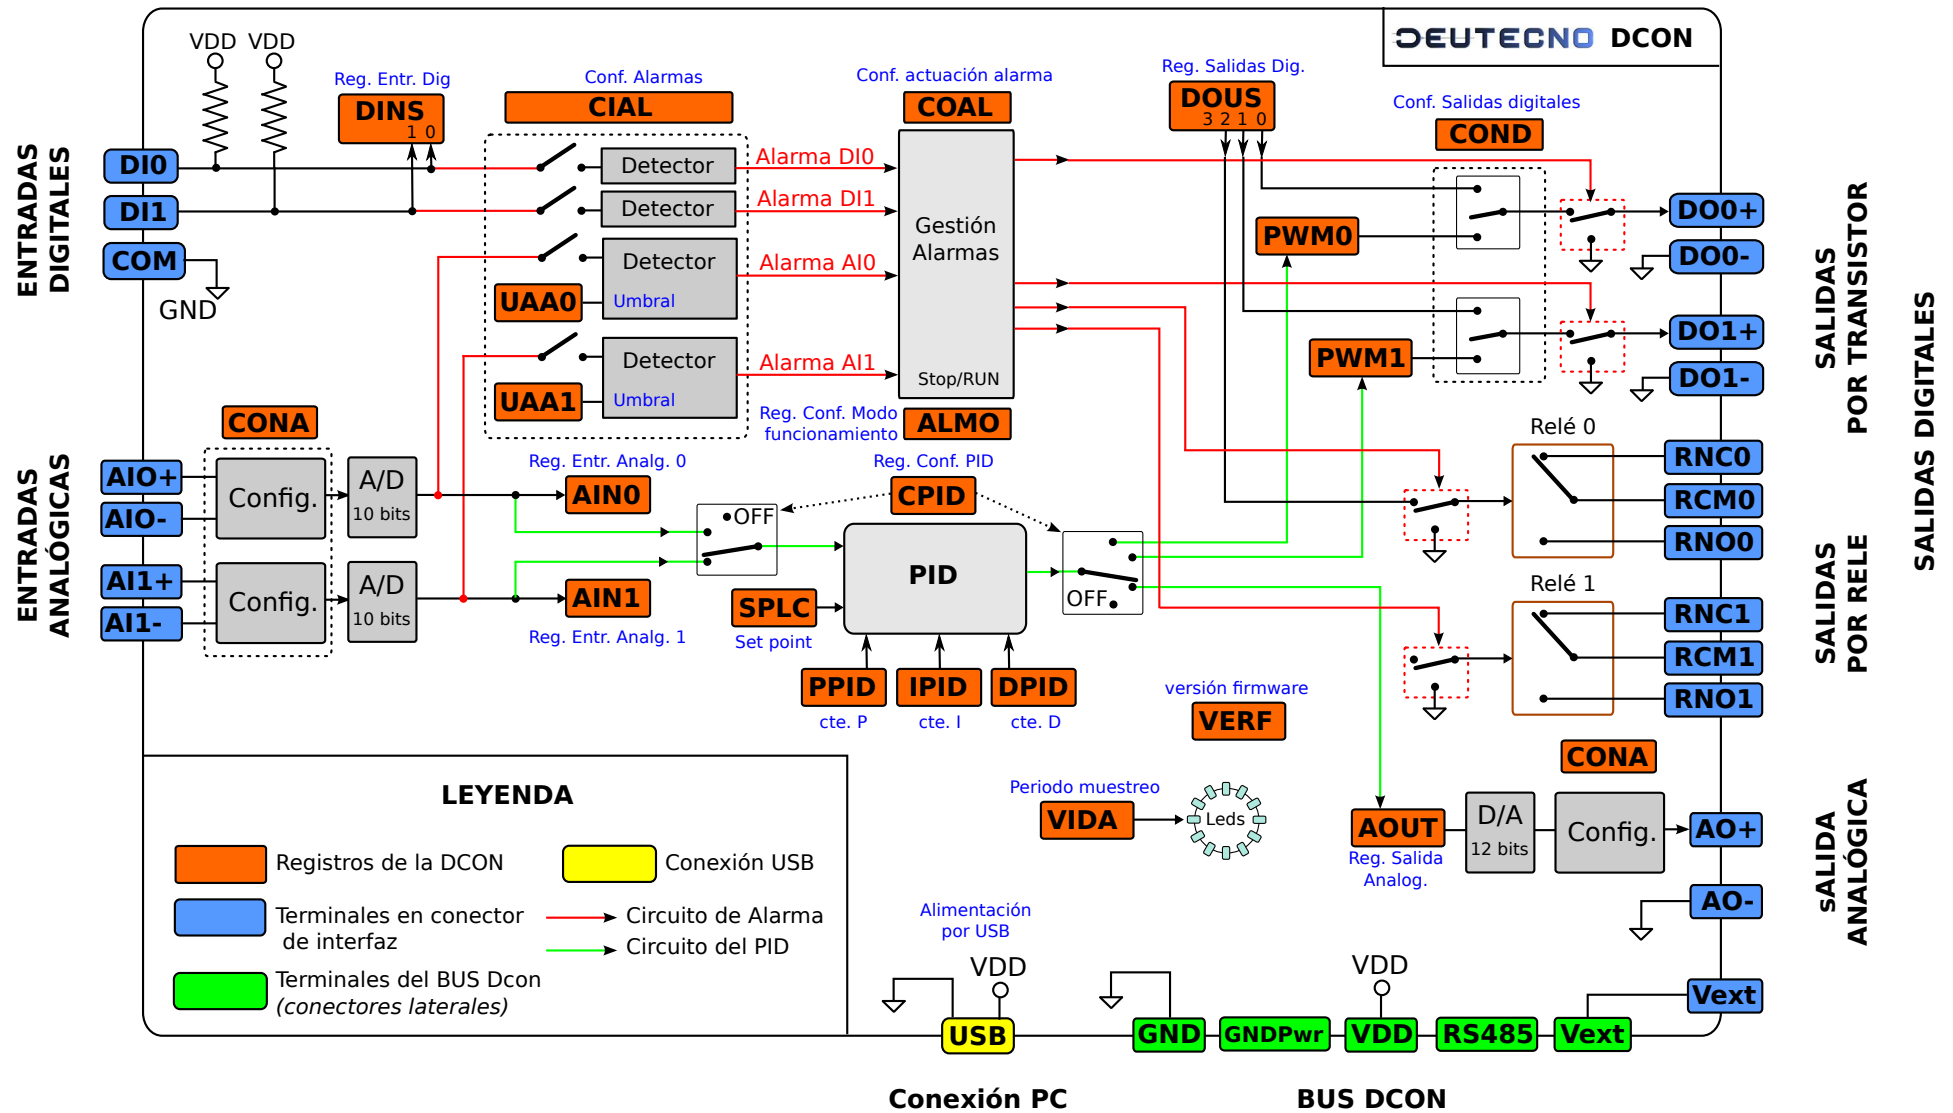 DEUTECNO DCON
VDD VDD
Reg. Entr. Dig
DINS
1 0
Conf. Alarmas
CIAL
Conf. actuación alarma
COAL
Reg. Salidas Dig.
DOUS
3 2 1 0
Conf. Salidas digitales
COND
ENTRADAS
DIGITALES
DI0
DI1
COM
GND
Detector
Detector
Detector
Umbral
UAA0
Detector
Umbral
UAA1
Alarma DI0
Alarma DI1
Alarma AI0
Alarma AI1
Gestión
Alarmas
Stop/RUN
Reg. Conf. Modo
funcionamiento
ALMO
PWM0
PWM1
DO0+
DO0-
DO1+
DO1-
SALIDAS
POR TRANSISTOR
SALIDAS DIGITALES
ENTRADAS
ANALÓGICAS
CONA
AIO+
AIO-
AI1+
AI1-
Config.
Config.
A/D
10 bits
A/D
10 bits
Reg. Entr. Analg. 0
AIN0
AIN1
Reg. Entr. Analg. 1
Reg. Conf. PID
CPID
OFF
PID
OFF
SPLC
Set point
PPID
IPID
DPID
cte. P
cte. I
cte. D
Relé 0
RNC0
RCM0
RNO0
Relé 1
RNC1
RCM1
RNO1
SALIDAS
POR RELE
versión firmware
VERF
Periodo muestreo
VIDA
Leds
CONA
AOUT
Reg. Salida
Analog.
D/A
12 bits
Config.
AO+
AO-
SALIDA
ANALÓGICA
Vext
LEYENDA
Registros de la DCON
Conexión USB
Terminales en conector
de interfaz
Circuito de Alarma
Circuito del PID
Terminales del BUS Dcon
(conectores laterales)
Alimentación
por USB
VDD
VDD
USB
GND
GNDPwr
VDD
RS485
Vext
Conexión PC
BUS DCON